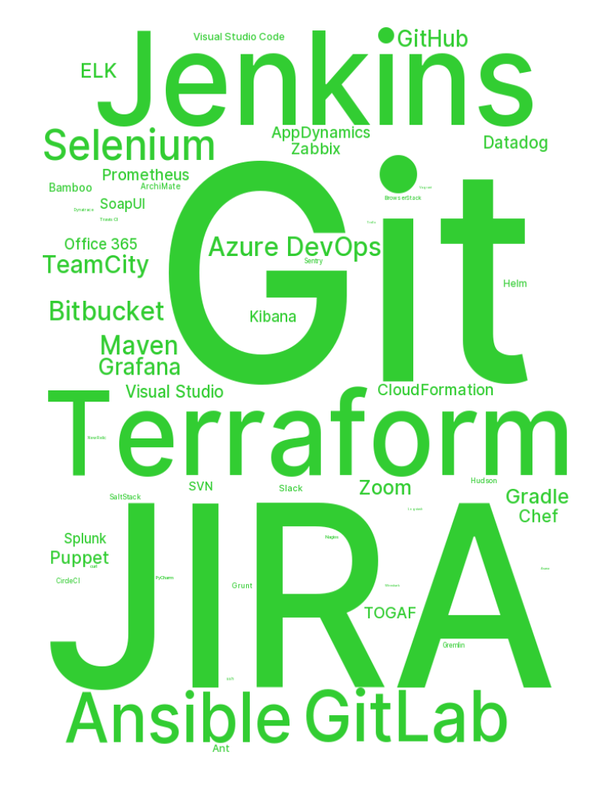 Visual Studio Code
GitHub
Jenkins
ELK
Selenium
AppDynamics
Zabbix
Datadog
Prometheus
Bamboo
ArchiMate
SoapUI
BrowserStack
Git
Office 365
Azure DevOps
Sentry
TeamCity
Helm
Bitbucket
Kibana
Maven
Grafana
Visual Studio
CloudFormation
Terraform
SVN
Slack
Zoom
Hudson
SaltStack
Gradle
Chef
JIRA
Splunk
Puppet
CircleCI
PyCharm
Grunt
Nagios
TOGAF
Gremlin
Ansible
GitLab
Ant